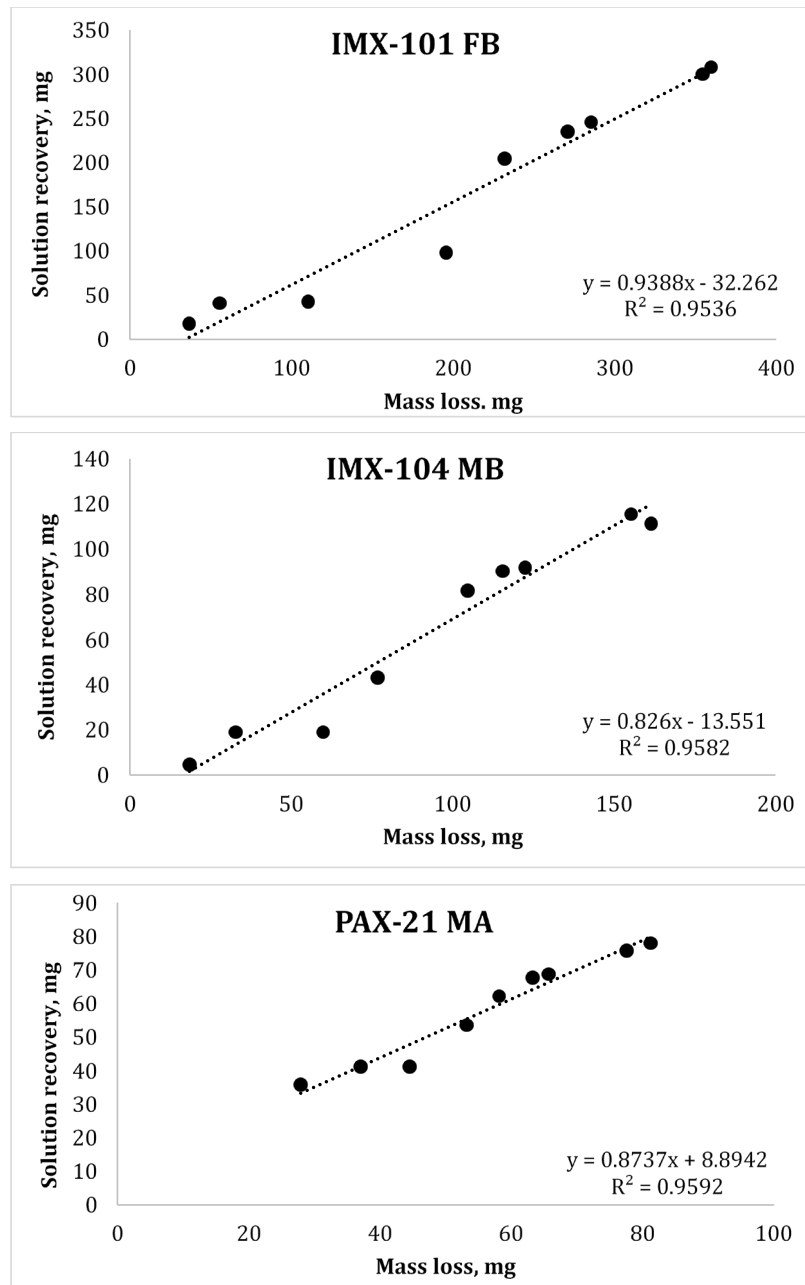 IMX-101 FB
Solution recovery, mg
350
300
250
200
150
100
50
0
y = 0.9388x - 32.262
R² = 0.9536
0 100 200 300 400
Mass loss. mg
IMX-104 MB
Solution recovery, mg
140
120
100
80
60
40
20
0
y = 0.826x - 13.551
R² = 0.9582
0 50 100 150 200
Mass loss, mg
PAX-21 MA
Solution recovery, mg
90
80
70
60
50
40
30
20
10
0
y = 0.8737x + 8.8942
R² = 0.9592
0 20 40 60 80 100
Mass loss, mg